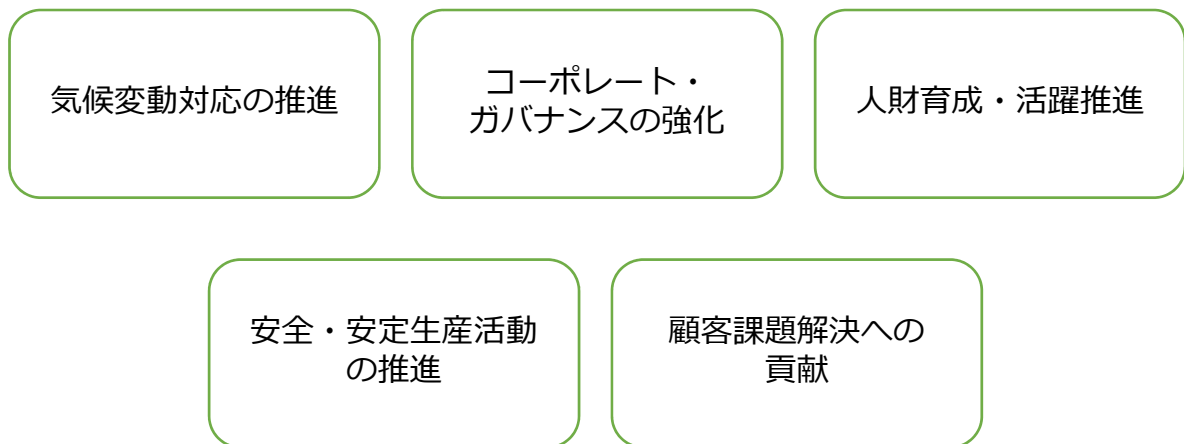 気候変動対応の推進
コーポレート・
ガバナンスの強化
人財育成・活躍推進
安全・安定生産活動
の推進
顧客課題解決への
貢献